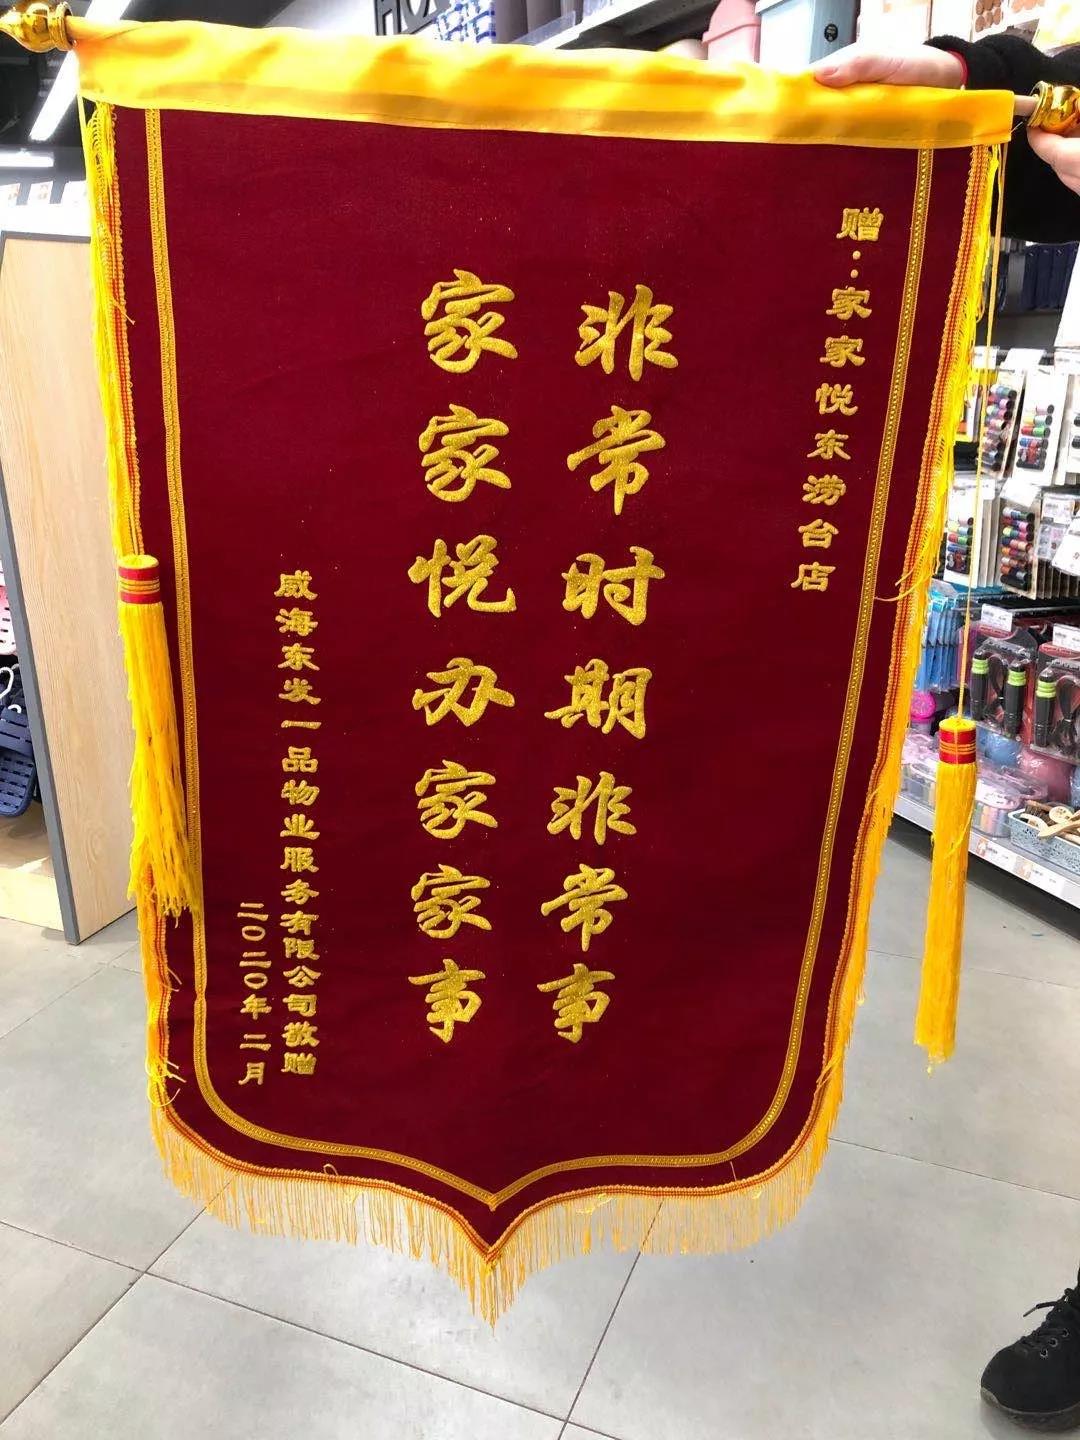 赠：家家悦东涝台店
非常时期非常事
家家悦办家家事
威海东发一品物业服务有限公司敬赠
二〇二〇年二月